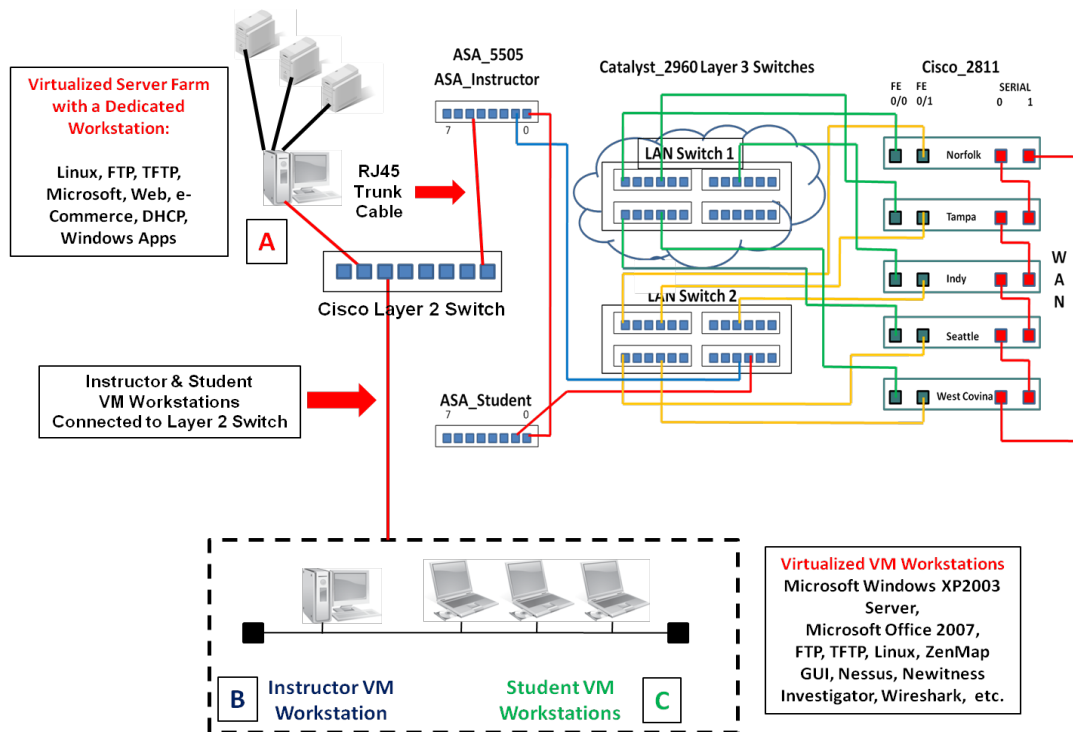 Virtualized Server Farm
with a Dedicated
Workstation:
Linux, FTP, TFTP,
Microsoft, Web, e-
Commerce, DHCP,
Windows Apps
A
RJ45
Trunk
Cable
Cisco Layer 2 Switch
ASA_5505
ASA_Instructor
7 0
Catalyst_2960 Layer 3 Switches
LAN Switch 1
LAN Switch 2
Cisco_2811
FE FE SERIAL
0/0 0/1 0 1
Norfolk
Tampa
Indy
Seattle
West Covina
W
A
N
Instructor & Student
VM Workstations
Connected to Layer 2 Switch
ASA_Student
7 0
B
Instructor VM
Workstation
Student VM
Workstations
C
Virtualized VM Workstations
Microsoft Windows XP2003
Server,
Microsoft Office 2007,
FTP, TFTP, Linux, ZenMap
GUI, Nessus, Newitness
Investigator, Wireshark, etc.